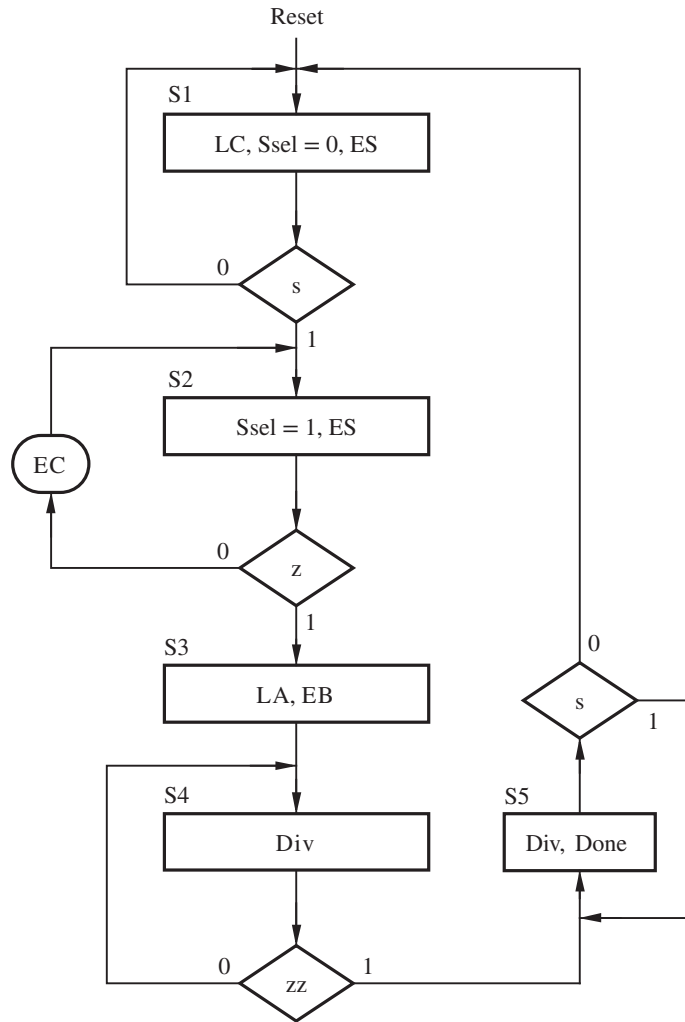 Reset
S1
LC, Ssel = 0, ES
0
s
1
S2
Ssel = 1, ES
EC
0
z
1
S3
LA, EB
0
s
1
S4
S5
Div
Div, Done
0
1
zz